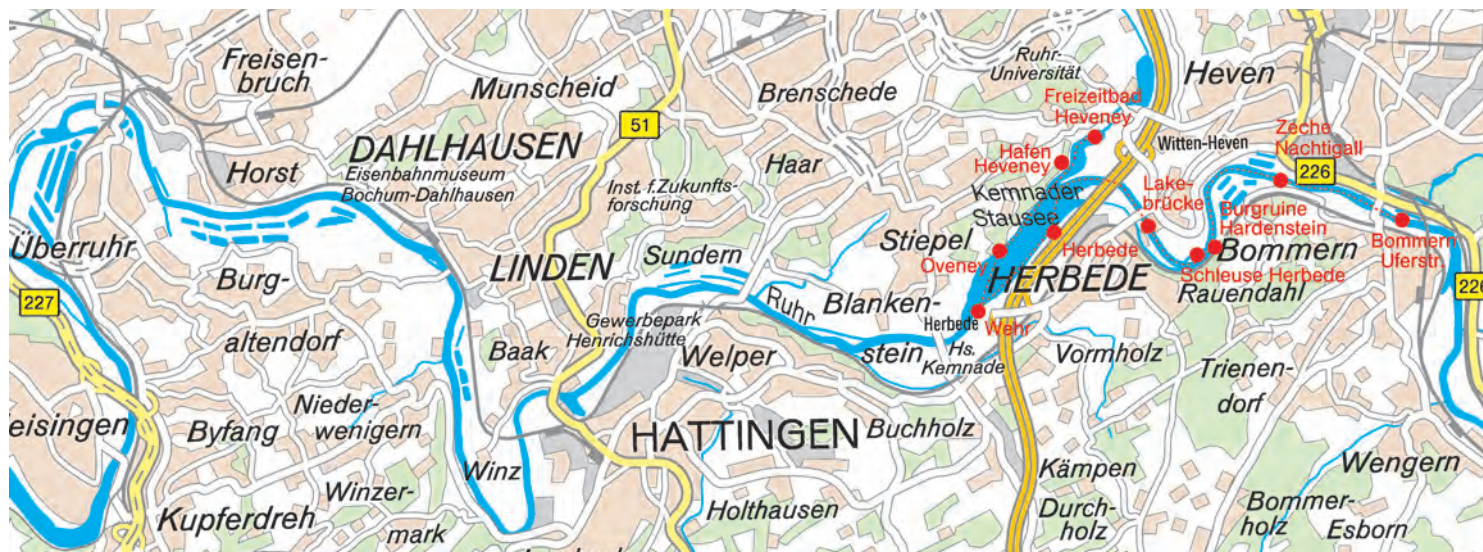 Freisen-
bruch
Munscheid
51
Brenschede
Ruhr-
Universität
Heven
Freizeitbad
Heveney
Zeche
Nachtigall
226
Witten-Heven
Hafen
Heveney
DAHLHAUSEN
Eisenbahnmuseum
Bochum-Dahlhausen
Horst
Haar
Inst. f. Zukunfts-
forschung
Kemnader
Stausee
Lake-
brücke
Burgruine
Hardenstein
Überruhr
Stiepel
Oveney
Herbede
Bommern
Bommern
Uferstr.
Schleuse Herbede
Burg-
altendorf
LINDEN
Sundern
HERBEDE
Rauendahl
227
226
Ruhr
Blanken-
stein
Herbede
Wehr
Gewerbepark
Henrichshütte
Baak
Welper
Hs.
Kemnade
Vormholz
Trienen-
dorf
eisingen
Byfang
Nieder-
wenigern
HATTINGEN
Buchholz
Winz
Kämpen
Wengern
Kupferdreh
Winzer-
mark
Holthausen
Durch-
holz
Bommer-
holz
Esborn